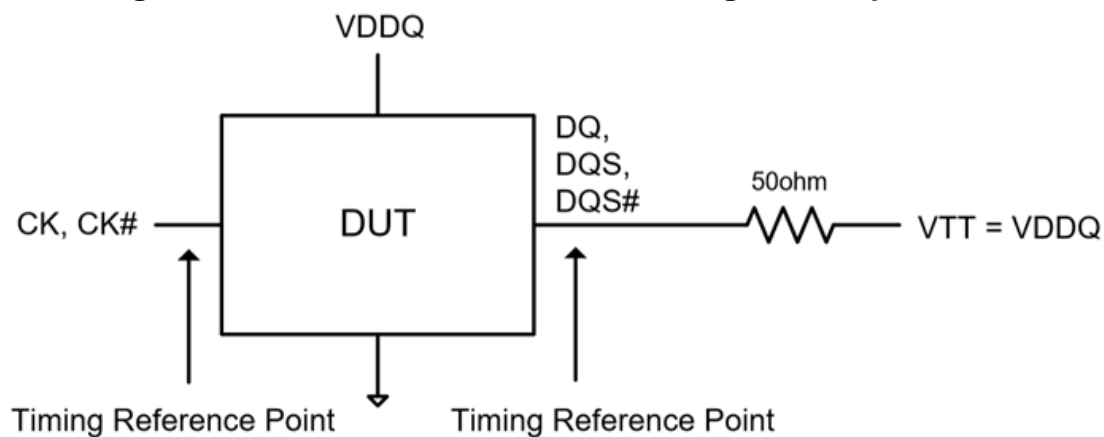 VDDQ
DQ,
DQS,
DQS#
50ohm
CK, CK#
DUT
VTT = VDDQ
Timing Reference Point
Timing Reference Point